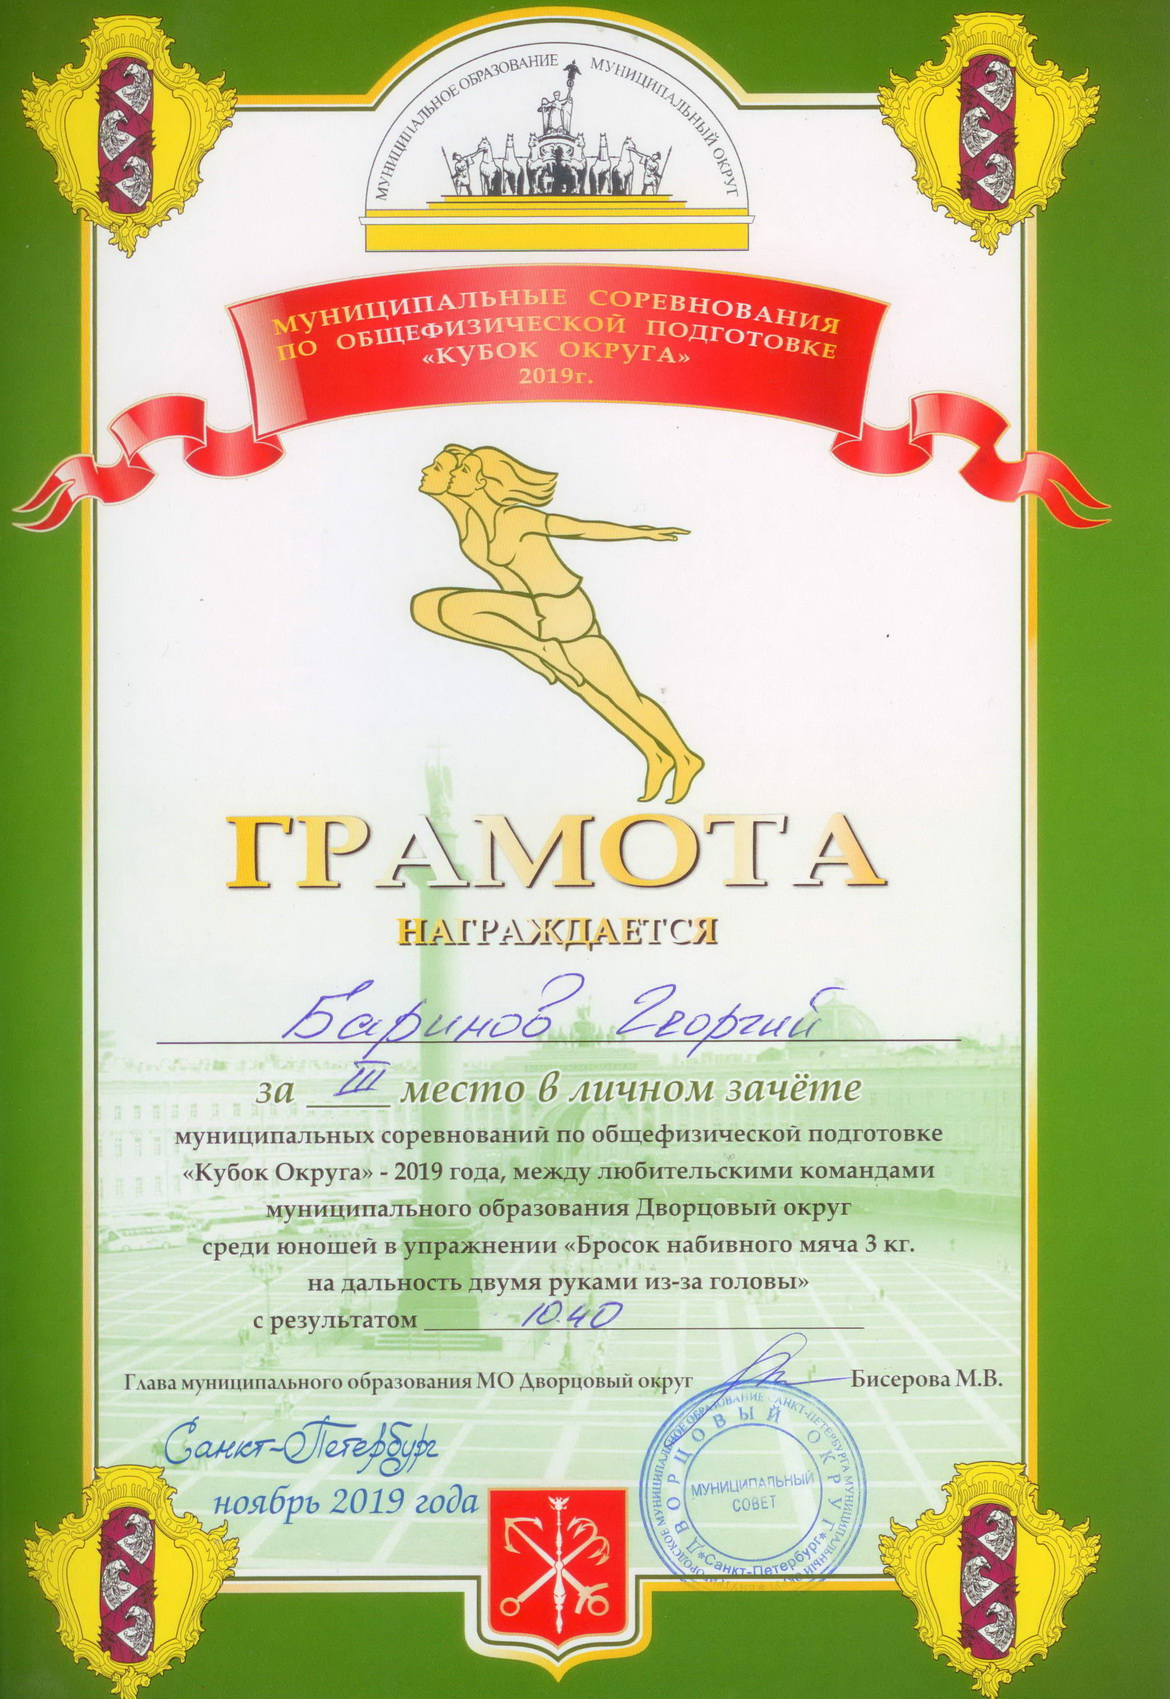 МУНИЦИПАЛЬНОЕ ОБРАЗОВАНИЕ МУНИЦИПАЛЬНЫЙ ОКРУГ
МУНИЦИПАЛЬНЫЕ СОРЕВНОВАНИЯ
ПО ОБЩЕФИЗИЧЕСКОЙ ПОДГОТОВКЕ
«КУБОК ОКРУГА»
2019г.
ГРАМОТА
НАГРАЖДАЕТСЯ
Баринов Георгий
за III место в личном зачёте
муниципальных соревнований по общефизической подготовке
«Кубок Округа» - 2019 года, между любительскими командами
муниципального образования Дворцовый округ
среди юношей в упражнении «Бросок набивного мяча 3 кг.
на дальность двумя руками из-за головы»
с результатом 10.40
Глава муниципального образования МО Дворцовый округ Бисерова М.В.
Санкт-Петербург
ноябрь 2019 года
ДВОРЦОВЫЙ ОКРУГ
*Санкт-Петербург*
МУНИЦИПАЛЬНЫЙ
СОВЕТ